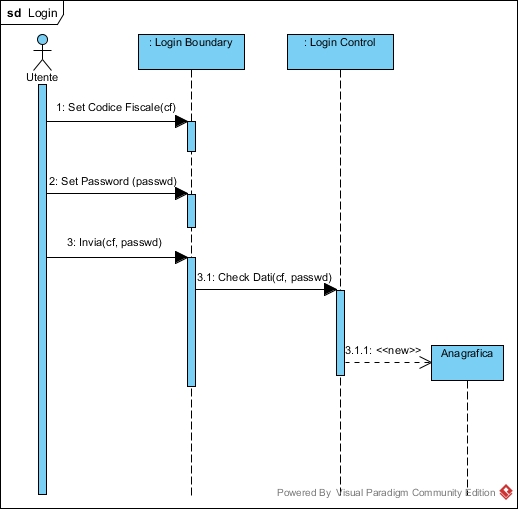 sd Login
: Login Boundary
: Login Control
Utente
1: Set Codice Fiscale(cf)
2: Set Password (passwd)
3: Invia(cf, passwd)
3.1: Check Dati(cf, passwd)
3.1.1: <<new>>
Anagrafica
Powered By Visual Paradigm Community Edition